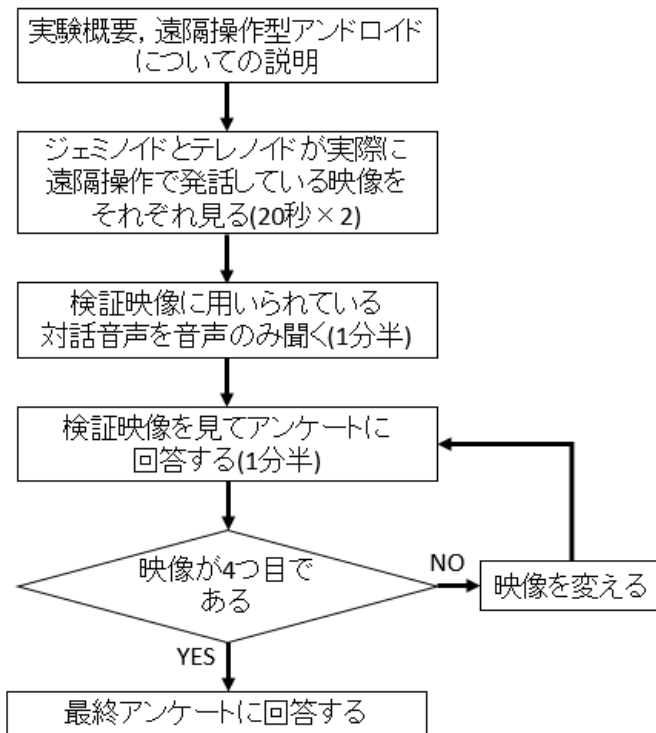 実験概要, 遠隔操作型アンドロイド
についての説明
ジェミノイドとテレノイドが実際に
遠隔操作で発話している映像を
それぞれ見る(20秒×2)
検証映像に用いられている
対話音声を音声のみ聞く(1分半)
検証映像を見てアンケートに
回答する(1分半)
映像が4つ目で
ある
NO
映像を変える
YES
最終アンケートに回答する